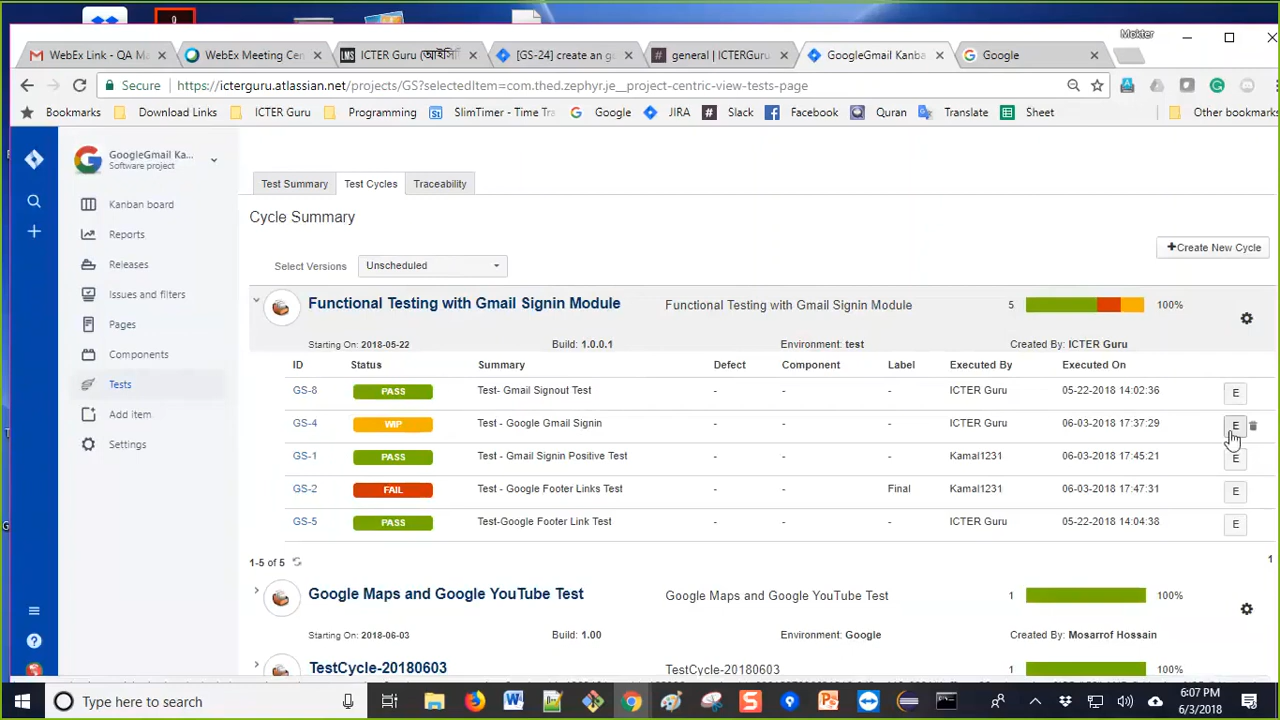 9
Mokter
WebEx Link - QA M
WebEx Meeting Cen
LMS ICTER Guru (আইসিটি
[GS-24] create an g
# general | ICTERGuru
GoogleGmail Kanba
Google
Secure https://icterguru.atlassian.net/projects/GS?selectedItem=com.thed.zephyr.je__project-centric-view-tests-page
Bookmarks Download Links ICTER Guru Programming SlimTimer - Time Tra Google JIRA Slack Facebook Quran Translate Sheet Other bookmarks
GoogleGmail Ka...
Software project
Kanban board
Reports
Releases
Issues and filters
Pages
Components
Tests
Add item
Settings
Test Summary Test Cycles Traceability
Cycle Summary
+Create New Cycle
Select Versions Unscheduled
Functional Testing with Gmail Signin Module Functional Testing with Gmail Signin Module 5 100%
Starting On: 2018-05-22 Build: 1.0.0.1 Environment: test Created By: ICTER Guru
ID Status Summary Defect Component Label Executed By Executed On
GS-8 PASS Test- Gmail Signout Test - - - ICTER Guru 05-22-2018 14:02:36 E
GS-4 WIP Test - Google Gmail Signin - - - ICTER Guru 06-03-2018 17:37:29 E
GS-1 PASS Test - Gmail Signin Positive Test - - - Kamal1231 06-03-2018 17:45:21 E
GS-2 FAIL Test - Google Footer Links Test - - Final Kamal1231 06-03-2018 17:47:31 E
GS-5 PASS Test-Google Footer Link Test - - - ICTER Guru 05-22-2018 14:04:38 E
1-5 of 5 1
Google Maps and Google YouTube Test Google Maps and Google YouTube Test 1 100%
Starting On: 2018-06-03 Build: 1.00 Environment: Google Created By: Mosarrof Hossain
TestCycle-20180603 TestCycle-20180603 1 100%
Type here to search
6:07 PM
6/3/2018